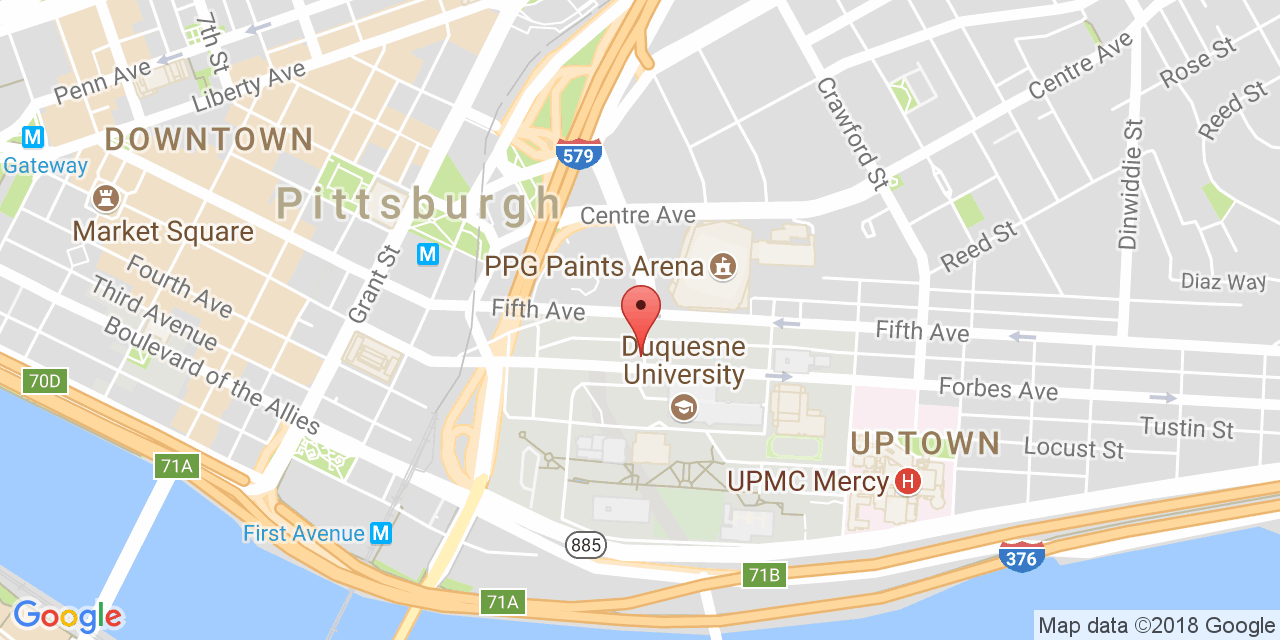 7th St
Penn Ave
Liberty Ave
Centre Ave
Rose St
Reed St
Crawford St
Dinwiddie St
M
Gateway
DOWNTOWN
579
Pittsburgh
Market Square
Centre Ave
M
Reed St
PPG Paints Arena
Diaz Way
Fourth Ave
Third Avenue
Boulevard of the Allies
Grant St
Fifth Ave
Fifth Ave
Duquesne
University
70D
Forbes Ave
Tustin St
UPTOWN
Locust St
71A
UPMC Mercy H
First Avenue M
885
376
71B
71A
Google
Map data ©2018 Google